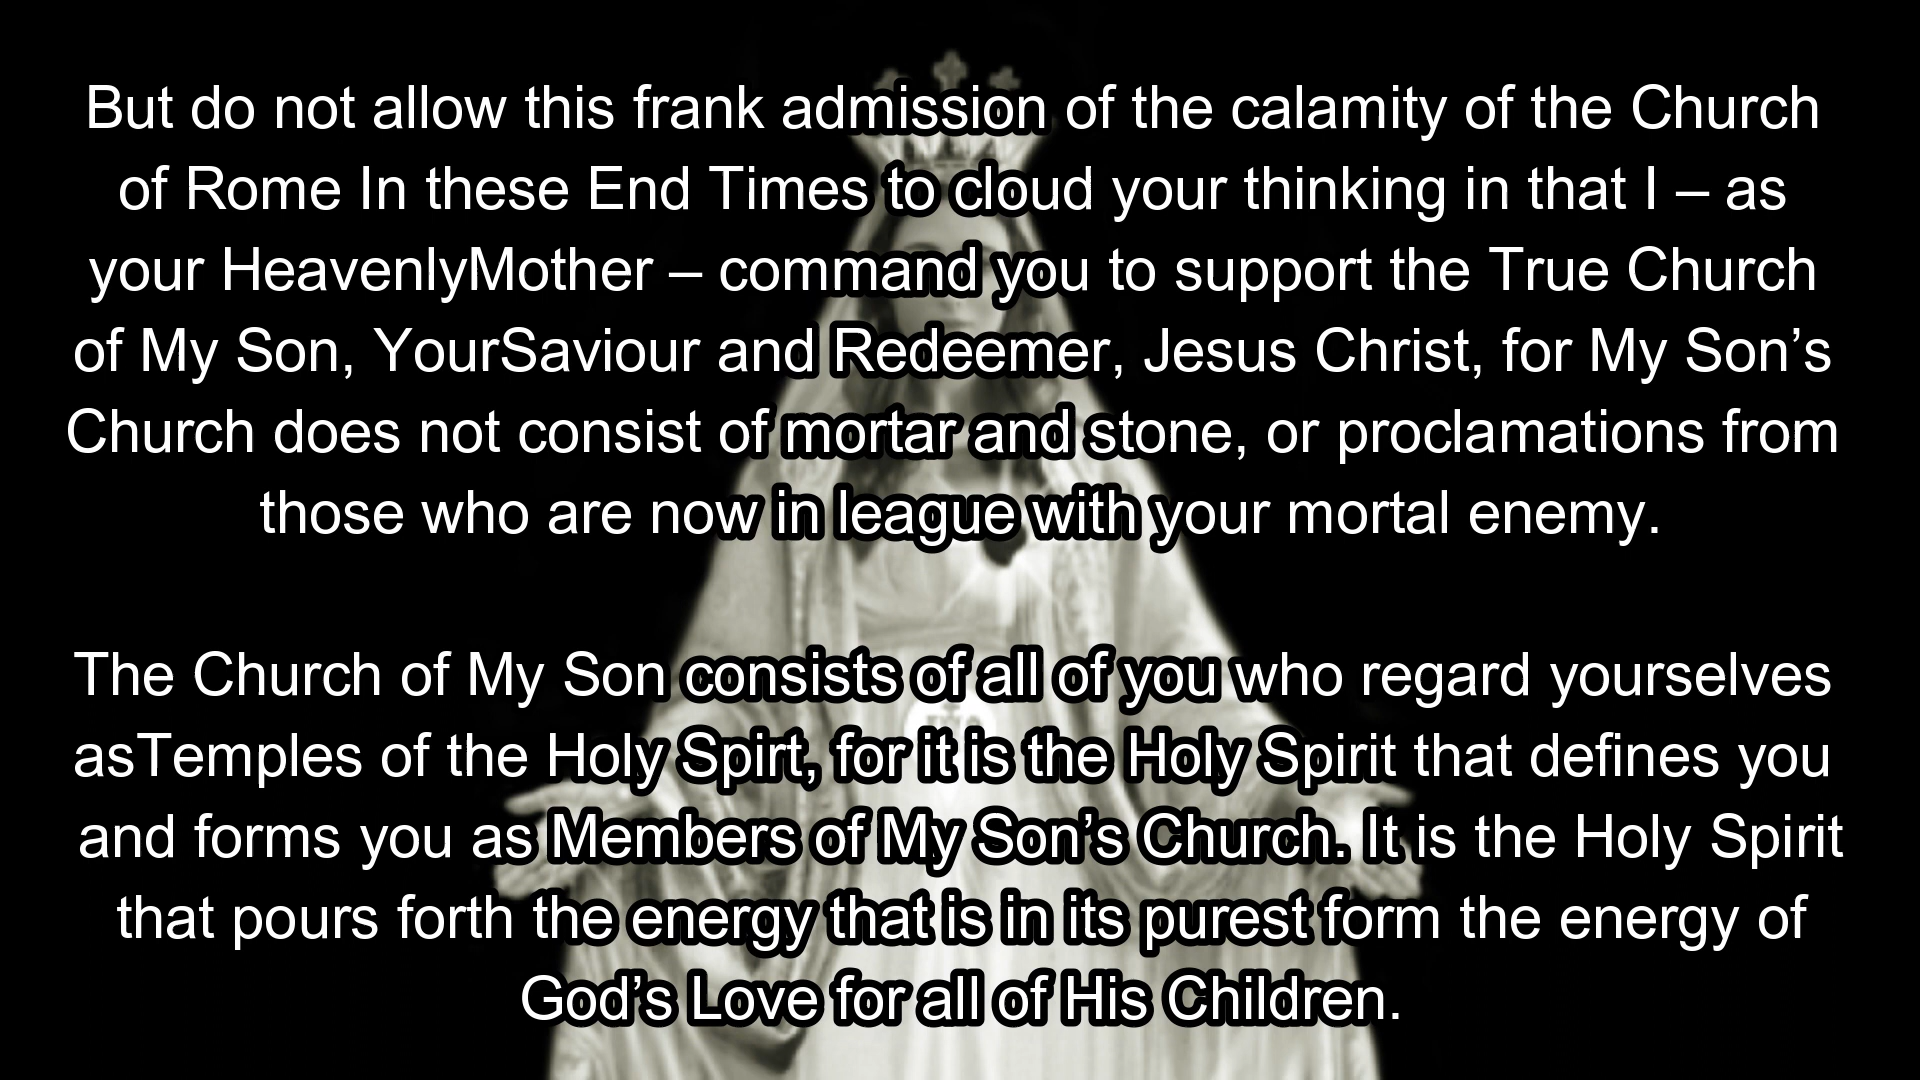 But do not allow this frank admission of the calamity of the Church
of Rome In these End Times to cloud your thinking in that I – as
your HeavenlyMother – command you to support the True Church
of My Son, YourSaviour and Redeemer, Jesus Christ, for My Son’s
Church does not consist of mortar and stone, or proclamations from
those who are now in league with your mortal enemy.
The Church of My Son consists of all of you who regard yourselves
asTemples of the Holy Spirt, for it is the Holy Spirit that defines you
and forms you as Members of My Son’s Church. It is the Holy Spirit
that pours forth the energy that is in its purest form the energy of
God’s Love for all of His Children.